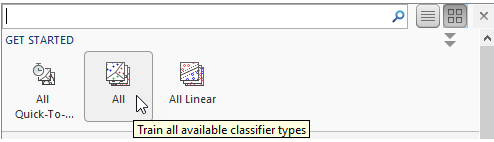 GET STARTED
All
Quick-To-...
All
All Linear
Train all available classifier types